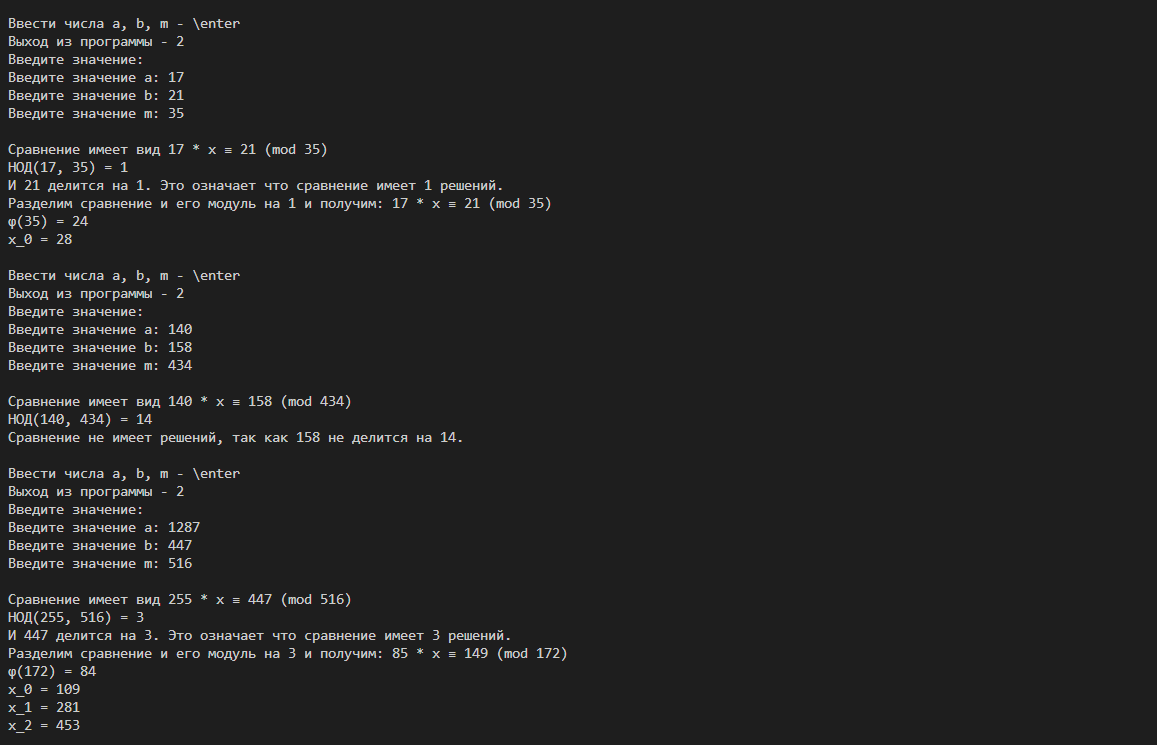 Ввести числа a, b, m - \enter
Выход из программы - 2
Введите значение:
Введите значение a: 17
Введите значение b: 21
Введите значение m: 35
Сравнение имеет вид 17 * x ≡ 21 (mod 35)
НОД(17, 35) = 1
И 21 делится на 1. Это означает что сравнение имеет 1 решений.
Разделим сравнение и его модуль на 1 и получим: 17 * x ≡ 21 (mod 35)
φ(35) = 24
x_0 = 28
Ввести числа a, b, m - \enter
Выход из программы - 2
Введите значение:
Введите значение a: 140
Введите значение b: 158
Введите значение m: 434
Сравнение имеет вид 140 * x ≡ 158 (mod 434)
НОД(140, 434) = 14
Сравнение не имеет решений, так как 158 не делится на 14.
Ввести числа a, b, m - \enter
Выход из программы - 2
Введите значение:
Введите значение a: 1287
Введите значение b: 447
Введите значение m: 516
Сравнение имеет вид 255 * x ≡ 447 (mod 516)
НОД(255, 516) = 3
И 447 делится на 3. Это означает что сравнение имеет 3 решений.
Разделим сравнение и его модуль на 3 и получим: 85 * x ≡ 149 (mod 172)
φ(172) = 84
x_0 = 109
x_1 = 281
x_2 = 453